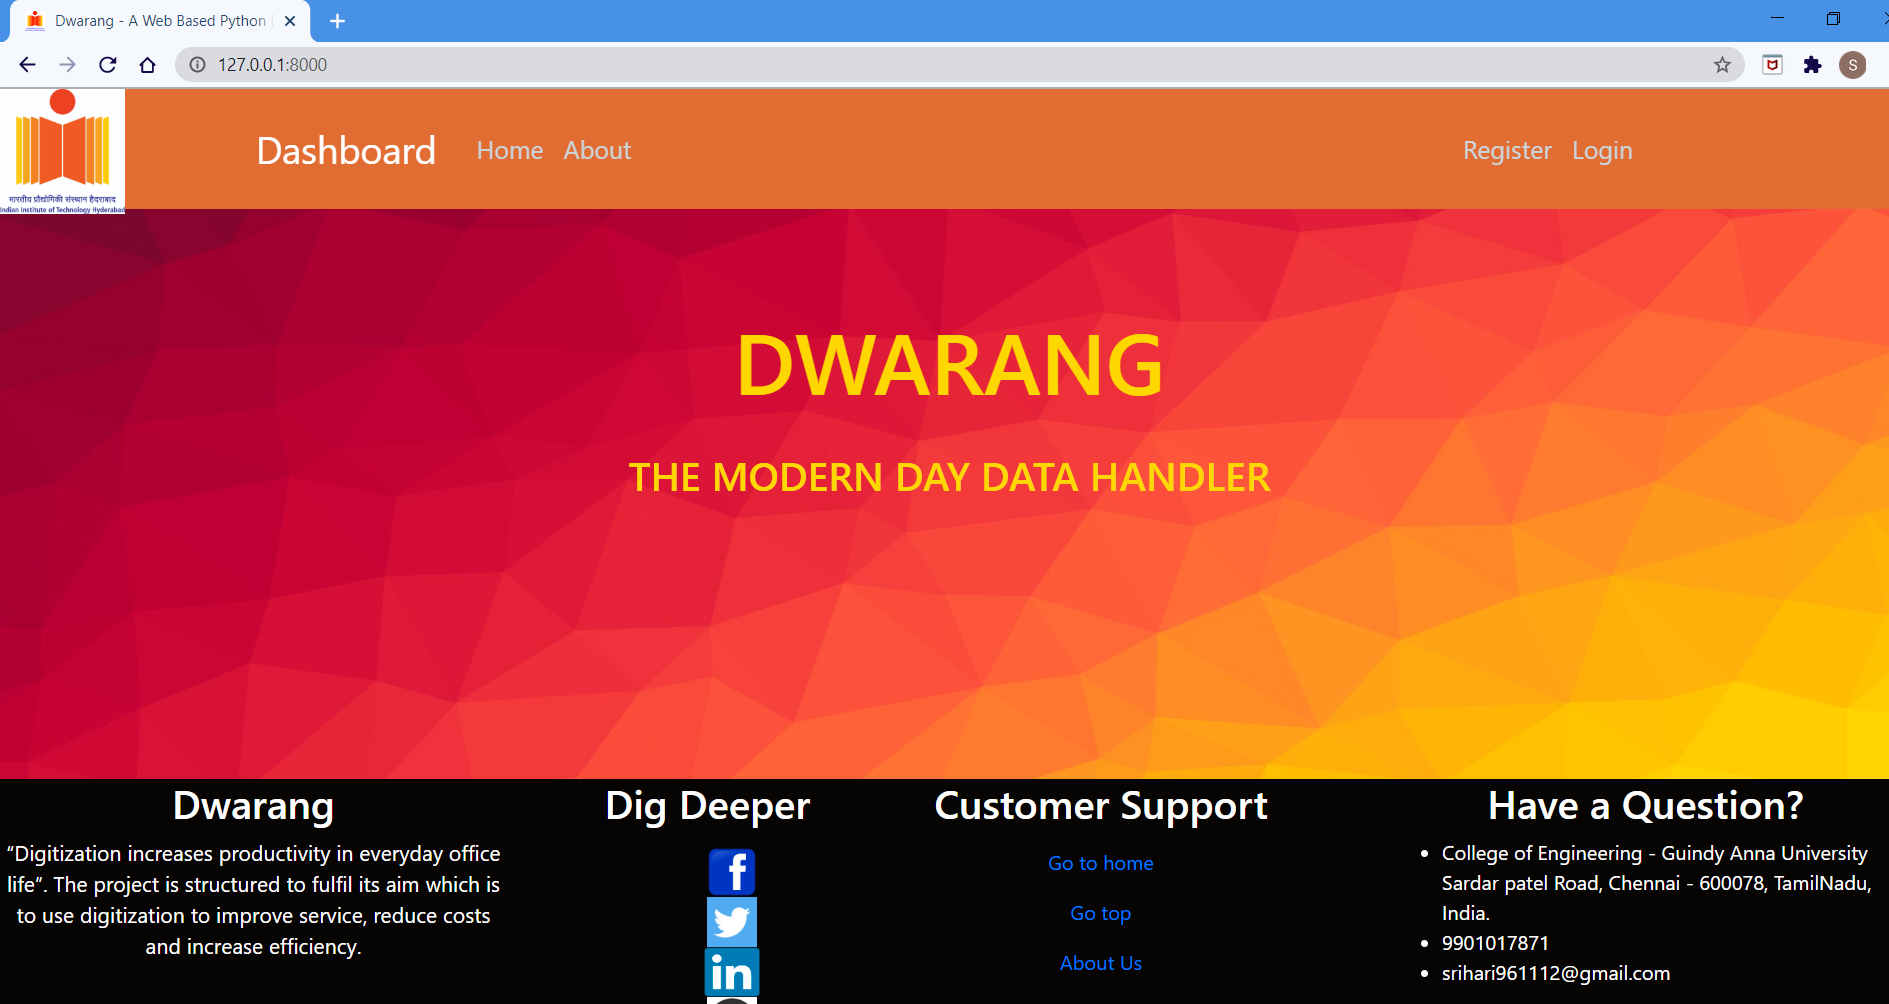 Dwarang - A Web Based Python
127.0.0.1:8000
S
भारतीय प्रौद्योगिकी संस्थान हैदराबाद
Indian Institute of Technology Hyderabad
Dashboard Home About Register Login
DWARANG
THE MODERN DAY DATA HANDLER
Dwarang
“Digitization increases productivity in everyday office
life”. The project is structured to fulfil its aim which is
to use digitization to improve service, reduce costs
and increase efficiency.
Dig Deeper
f
in
Customer Support
Go to home
Go top
About Us
Have a Question?
College of Engineering - Guindy Anna University
Sardar patel Road, Chennai - 600078, TamilNadu,
India.
9901017871
srihari961112@gmail.com